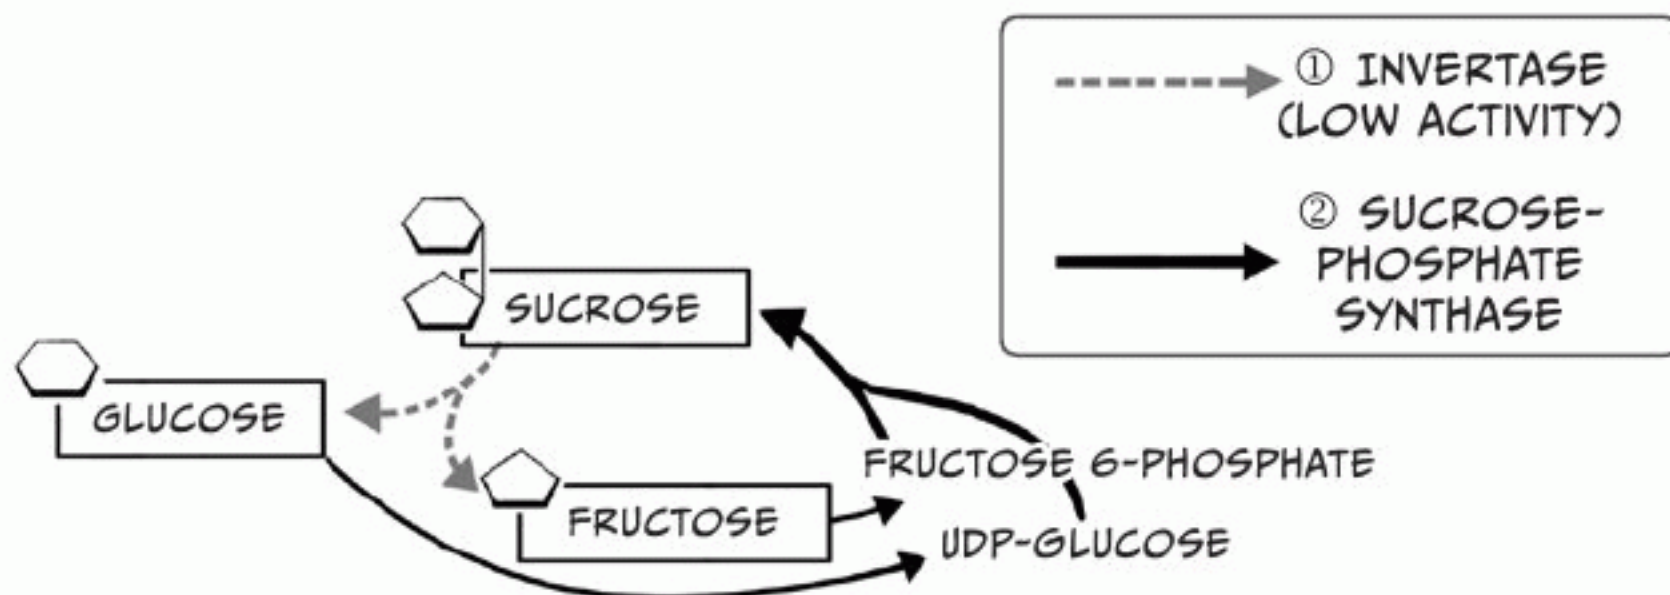 ① INVERTASE
(LOW ACTIVITY)
② SUCROSE-
PHOSPHATE
SYNTHASE
SUCROSE
GLUCOSE
FRUCTOSE 6-PHOSPHATE
FRUCTOSE
UDP-GLUCOSE